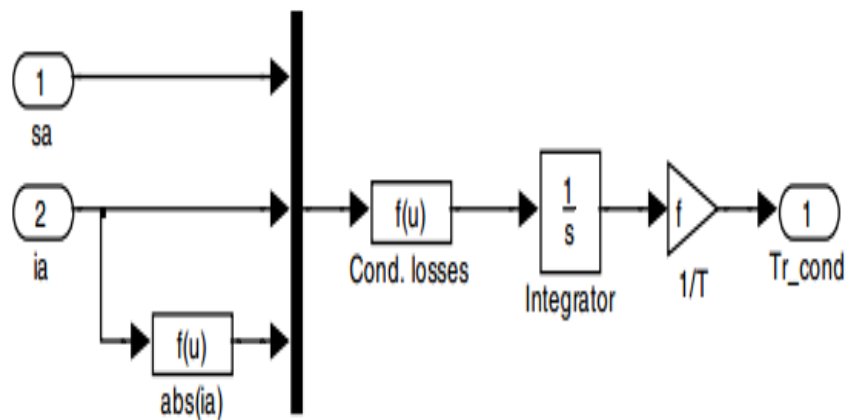 1
sa
2
ia
f(u)
abs(ia)
f(u)
Cond. losses
1
s
Integrator
f
1/T
1
Tr_cond